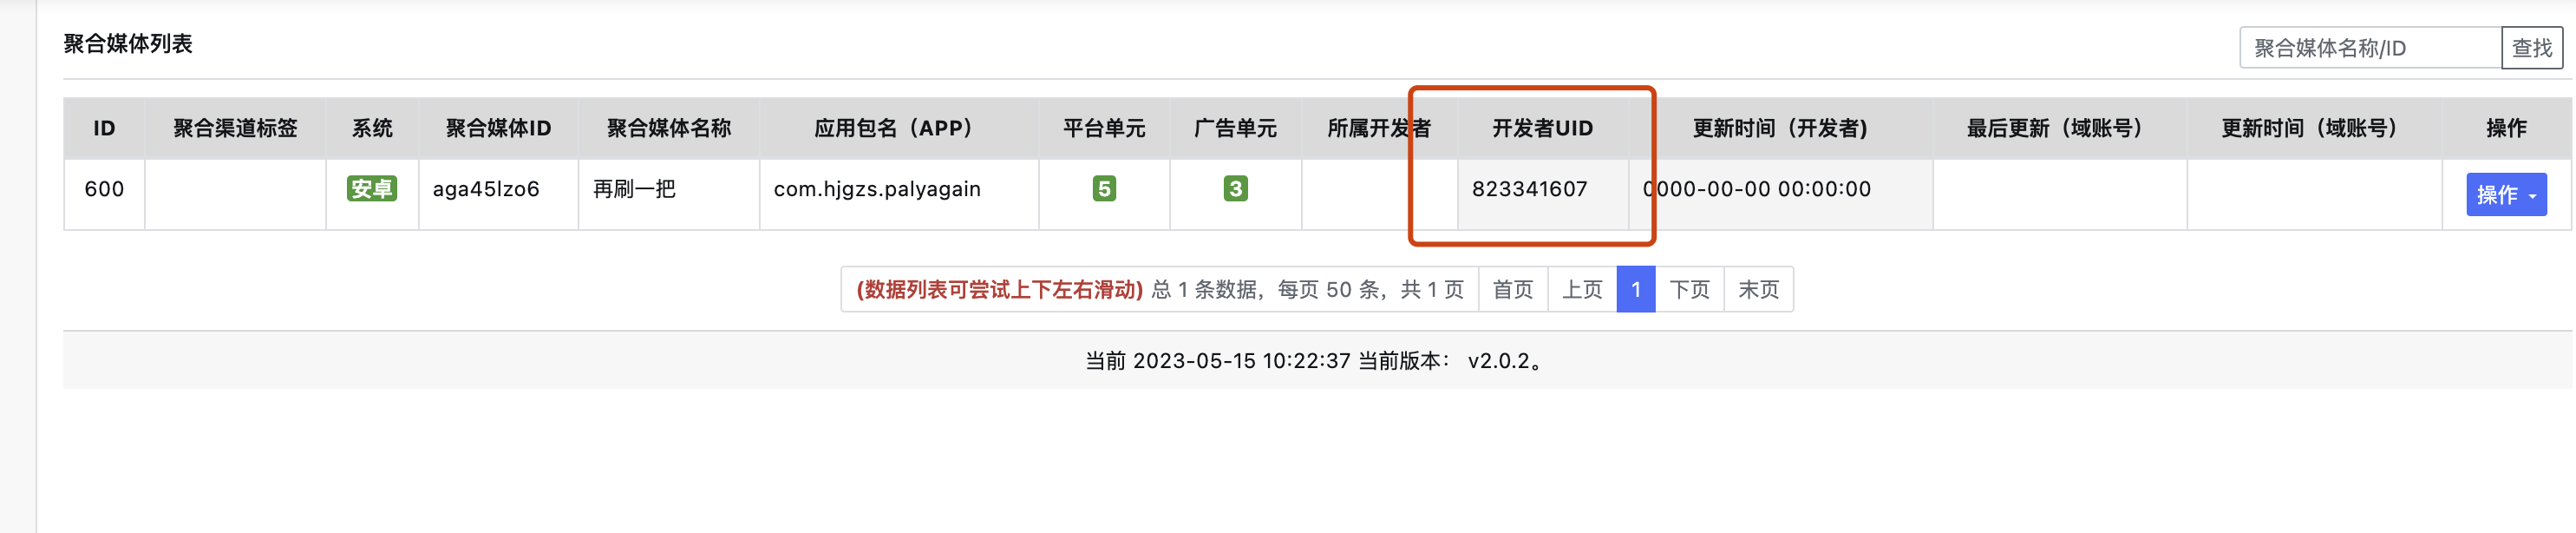 聚合媒体列表
聚合媒体名称/ID 查找
ID 聚合渠道标签 系统 聚合媒体ID 聚合媒体名称 应用包名（APP） 平台单元 广告单元 所属开发者 开发者UID 更新时间（开发者) 最后更新（域账号） 更新时间（域账号） 操作
600 安卓 aga45lzo6 再刷一把 com.hjgzs.palyagain 5 3 823341607 0000-00-00 00:00:00 操作
(数据列表可尝试上下左右滑动) 总 1 条数据，每页 50 条，共 1 页 首页 上页 1 下页 末页
当前 2023-05-15 10:22:37 当前版本： v2.0.2。